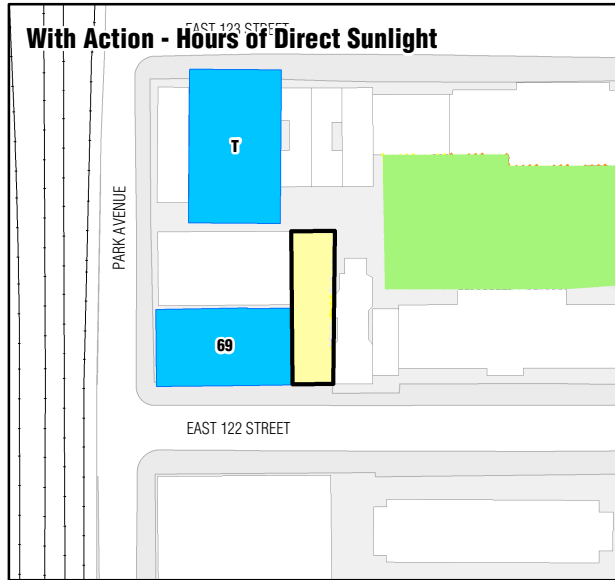 EAST 123 STREET
With Action - Hours of Direct Sunlight
T
PARK AVENUE
69
EAST 122 STREET